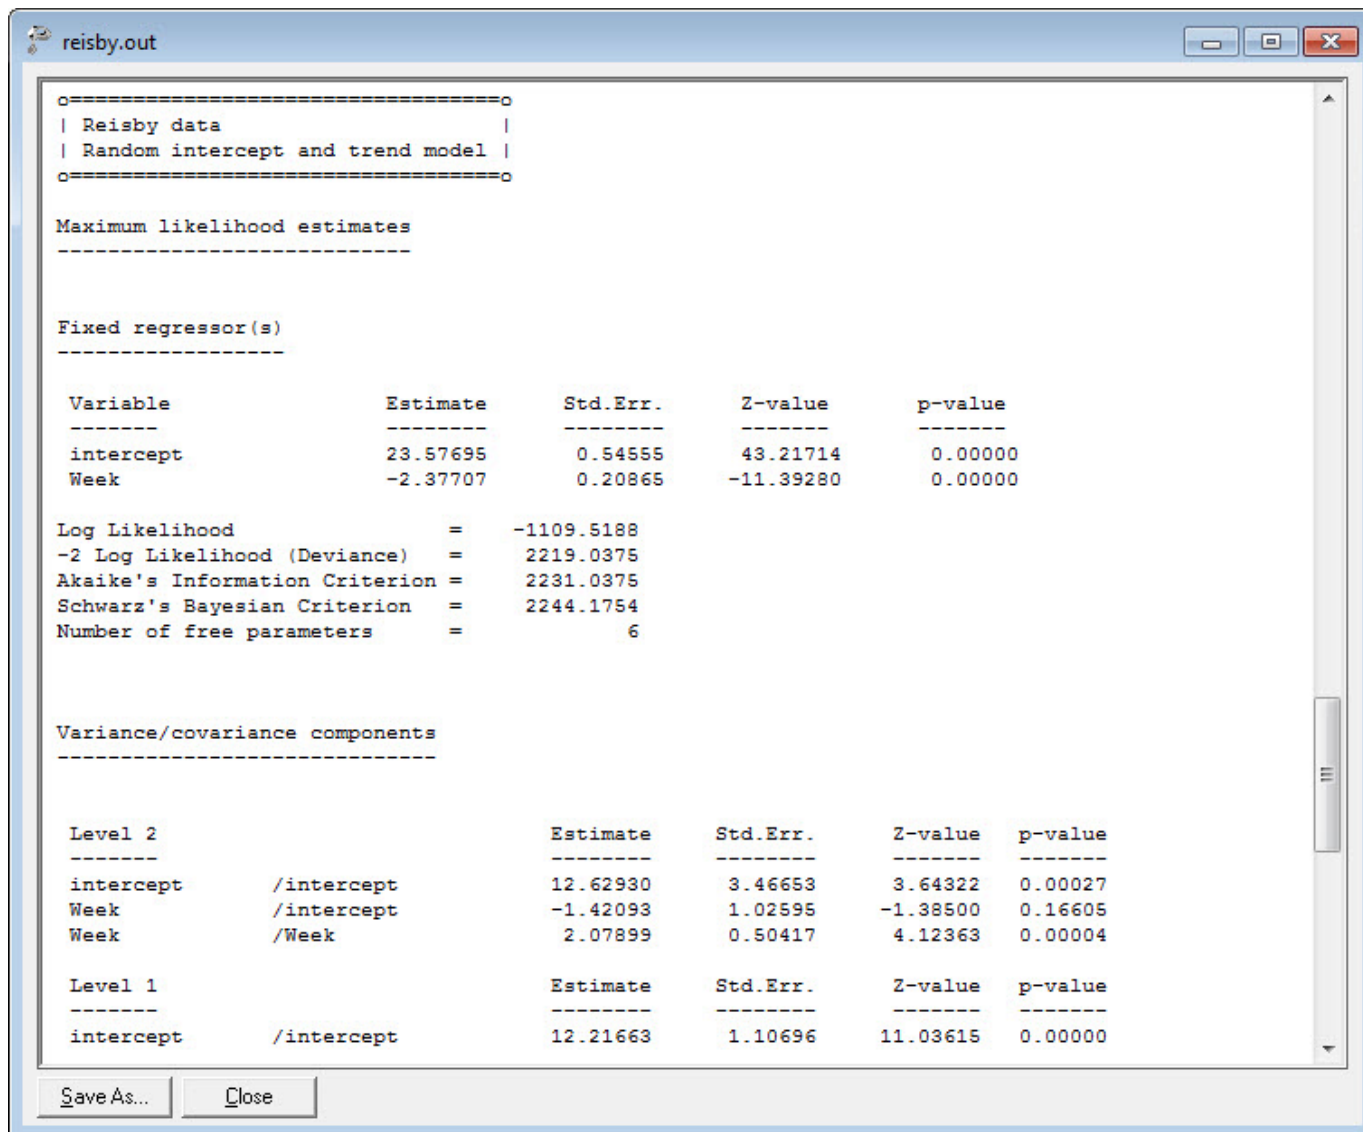 reisby.out
o==================================o
| Reisby data                      |
| Random intercept and trend model |
o==================================o
Maximum likelihood estimates
----------------------------
Fixed regressor(s)
------------------
Variable Estimate Std.Err. Z-value p-value
------- -------- -------- ------- -------
intercept 23.57695 0.54555 43.21714 0.00000
Week -2.37707 0.20865 -11.39280 0.00000
Log Likelihood = -1109.5188
-2 Log Likelihood (Deviance) = 2219.0375
Akaike's Information Criterion = 2231.0375
Schwarz's Bayesian Criterion = 2244.1754
Number of free parameters = 6
Variance/covariance components
------------------------------
Level 2 Estimate Std.Err. Z-value p-value
------- -------- -------- ------- -------
intercept /intercept 12.62930 3.46653 3.64322 0.00027
Week /intercept -1.42093 1.02595 -1.38500 0.16605
Week /Week 2.07899 0.50417 4.12363 0.00004
Level 1 Estimate Std.Err. Z-value p-value
------- -------- -------- ------- -------
intercept /intercept 12.21663 1.10696 11.03615 0.00000
Save As... Close